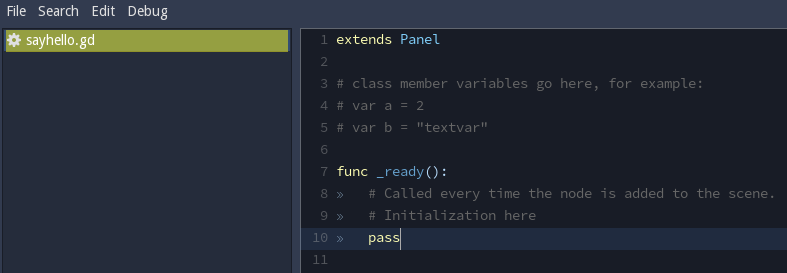 File Search Edit Debug
sayhello.gd
1 extends Panel
2
3 # class member variables go here, for example:
4 # var a = 2
5 # var b = "textvar"
6
7 func _ready():
8 »   # Called every time the node is added to the scene.
9 »   # Initialization here
10 »   pass
11